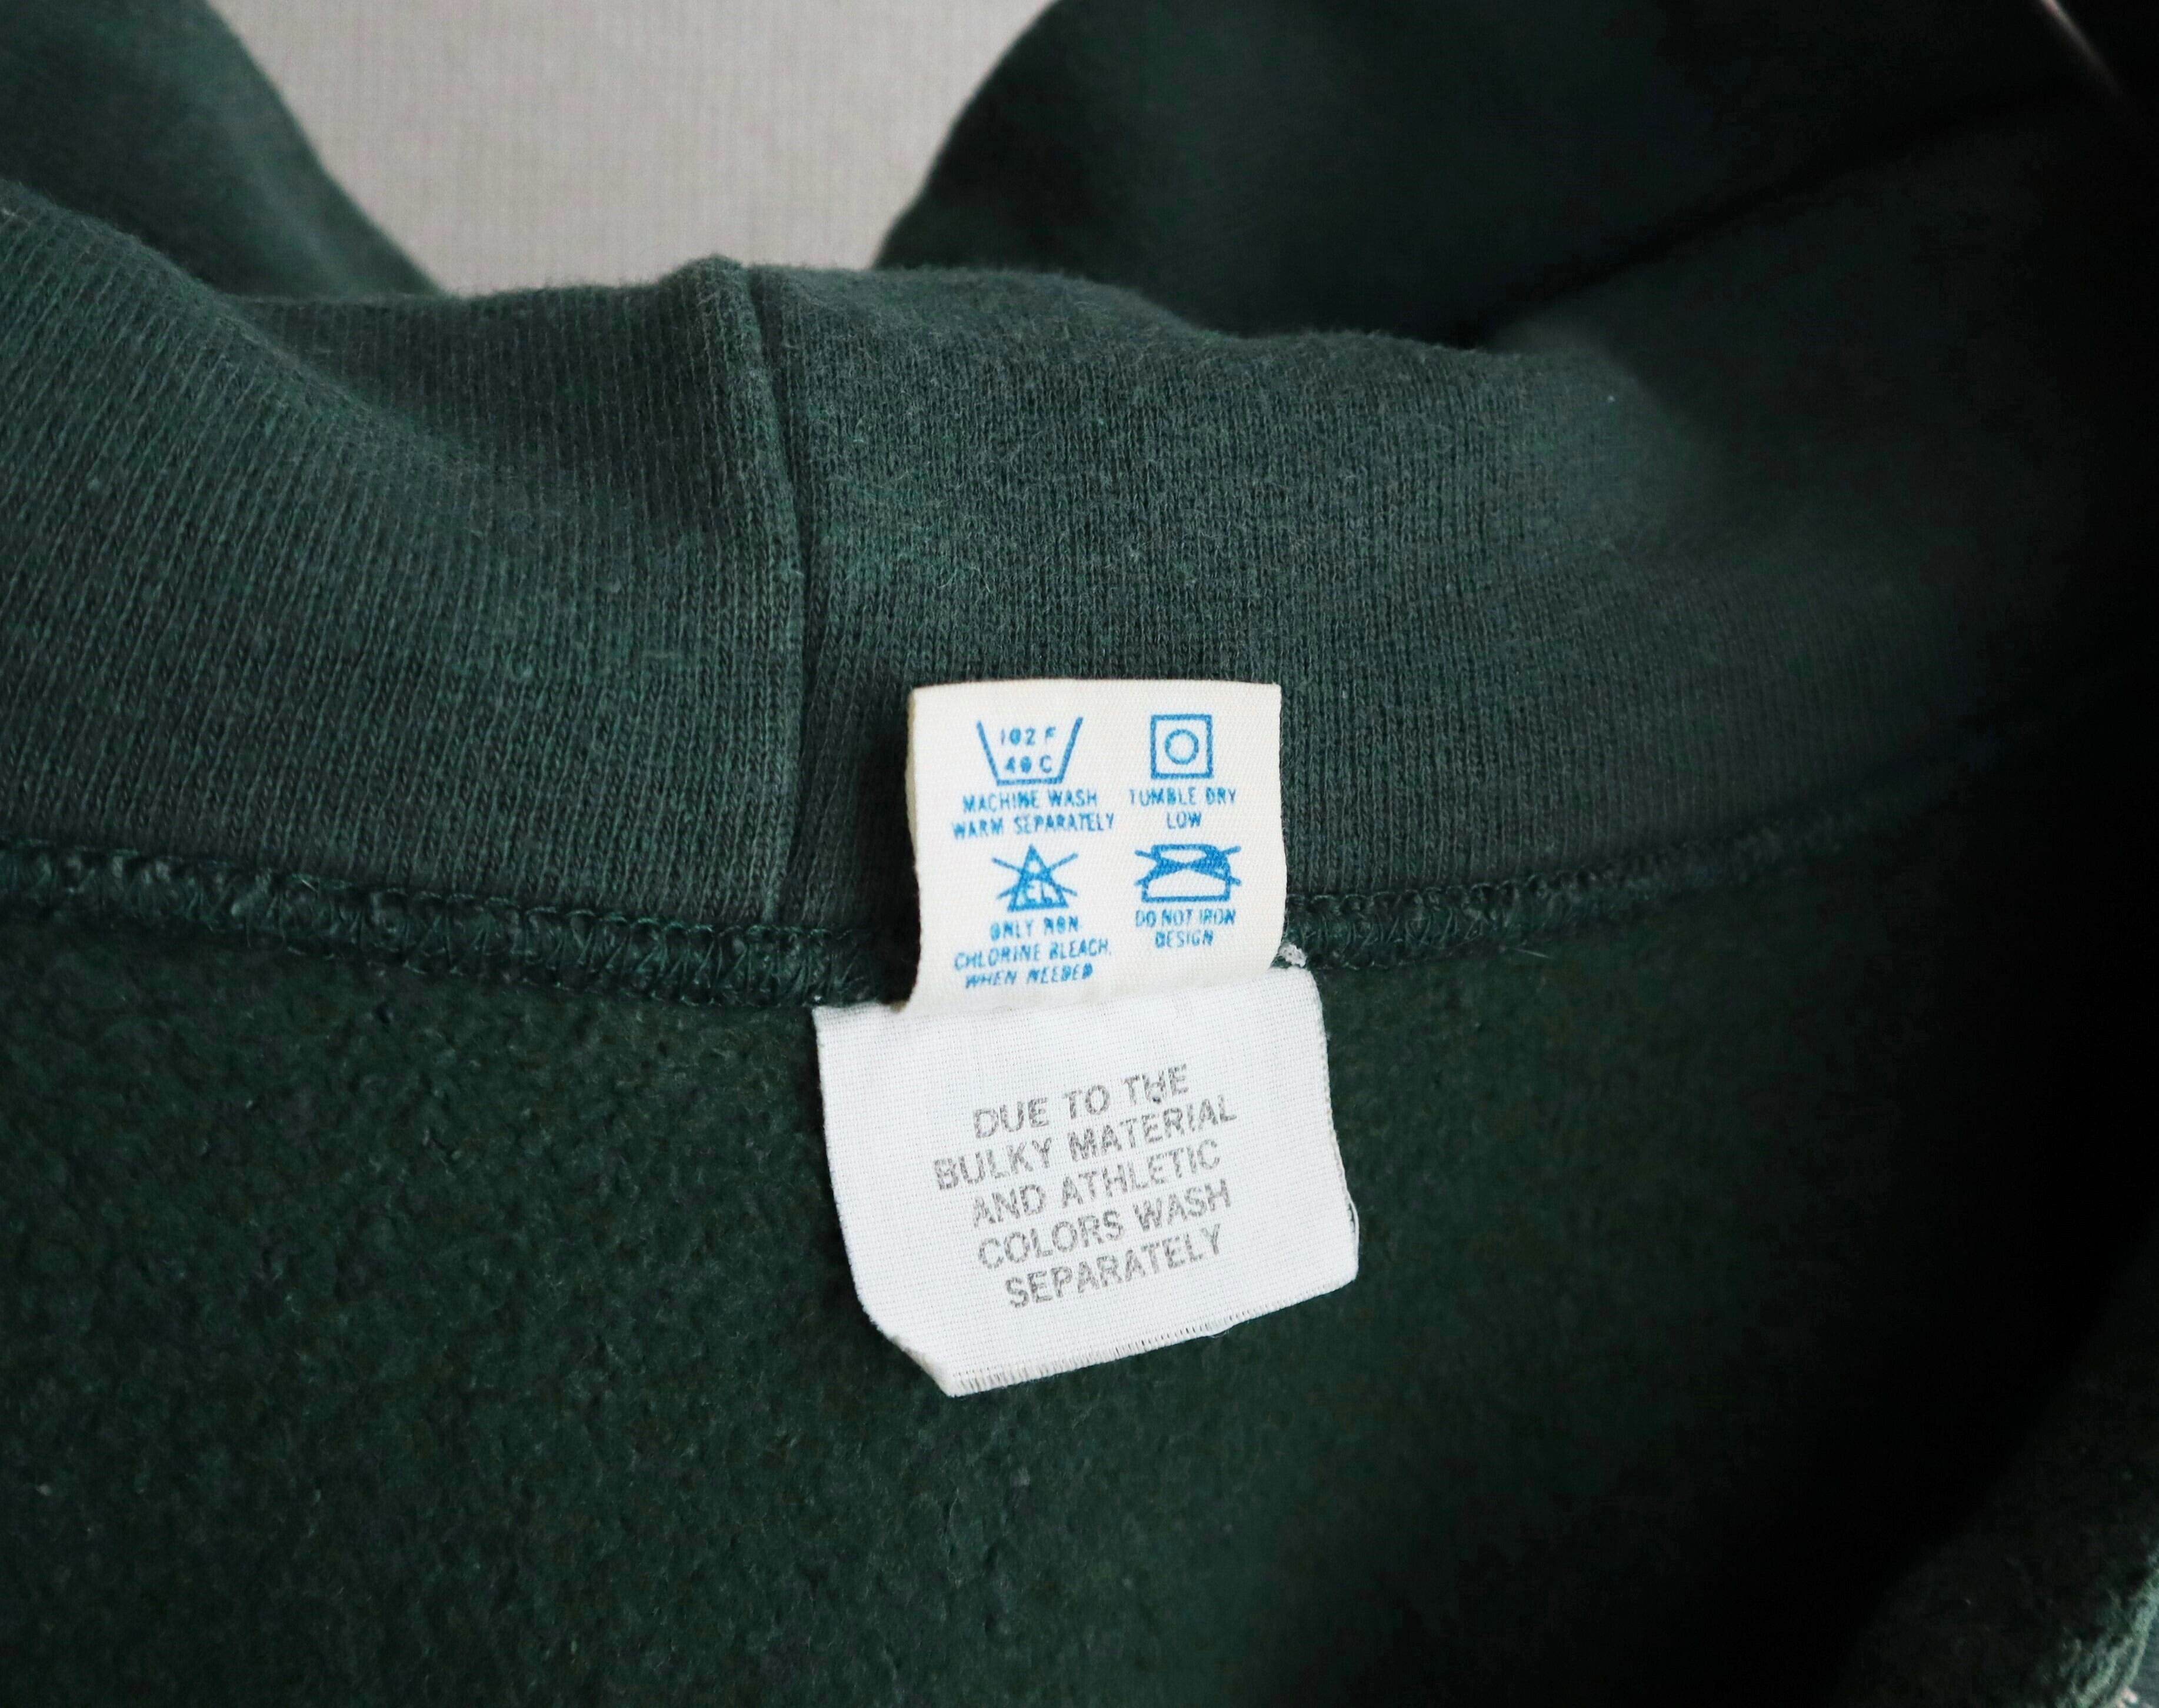 102 F
40 C
MACHINE WASH
WARM SEPARATELY
TUMBLE DRY
LOW
CL
ONLY NON-
CHLORINE BLEACH,
WHEN NEEDED
DO NOT IRON
DESIGN
DUE TO THE
BULKY MATERIAL
AND ATHLETIC
COLORS WASH
SEPARATELY